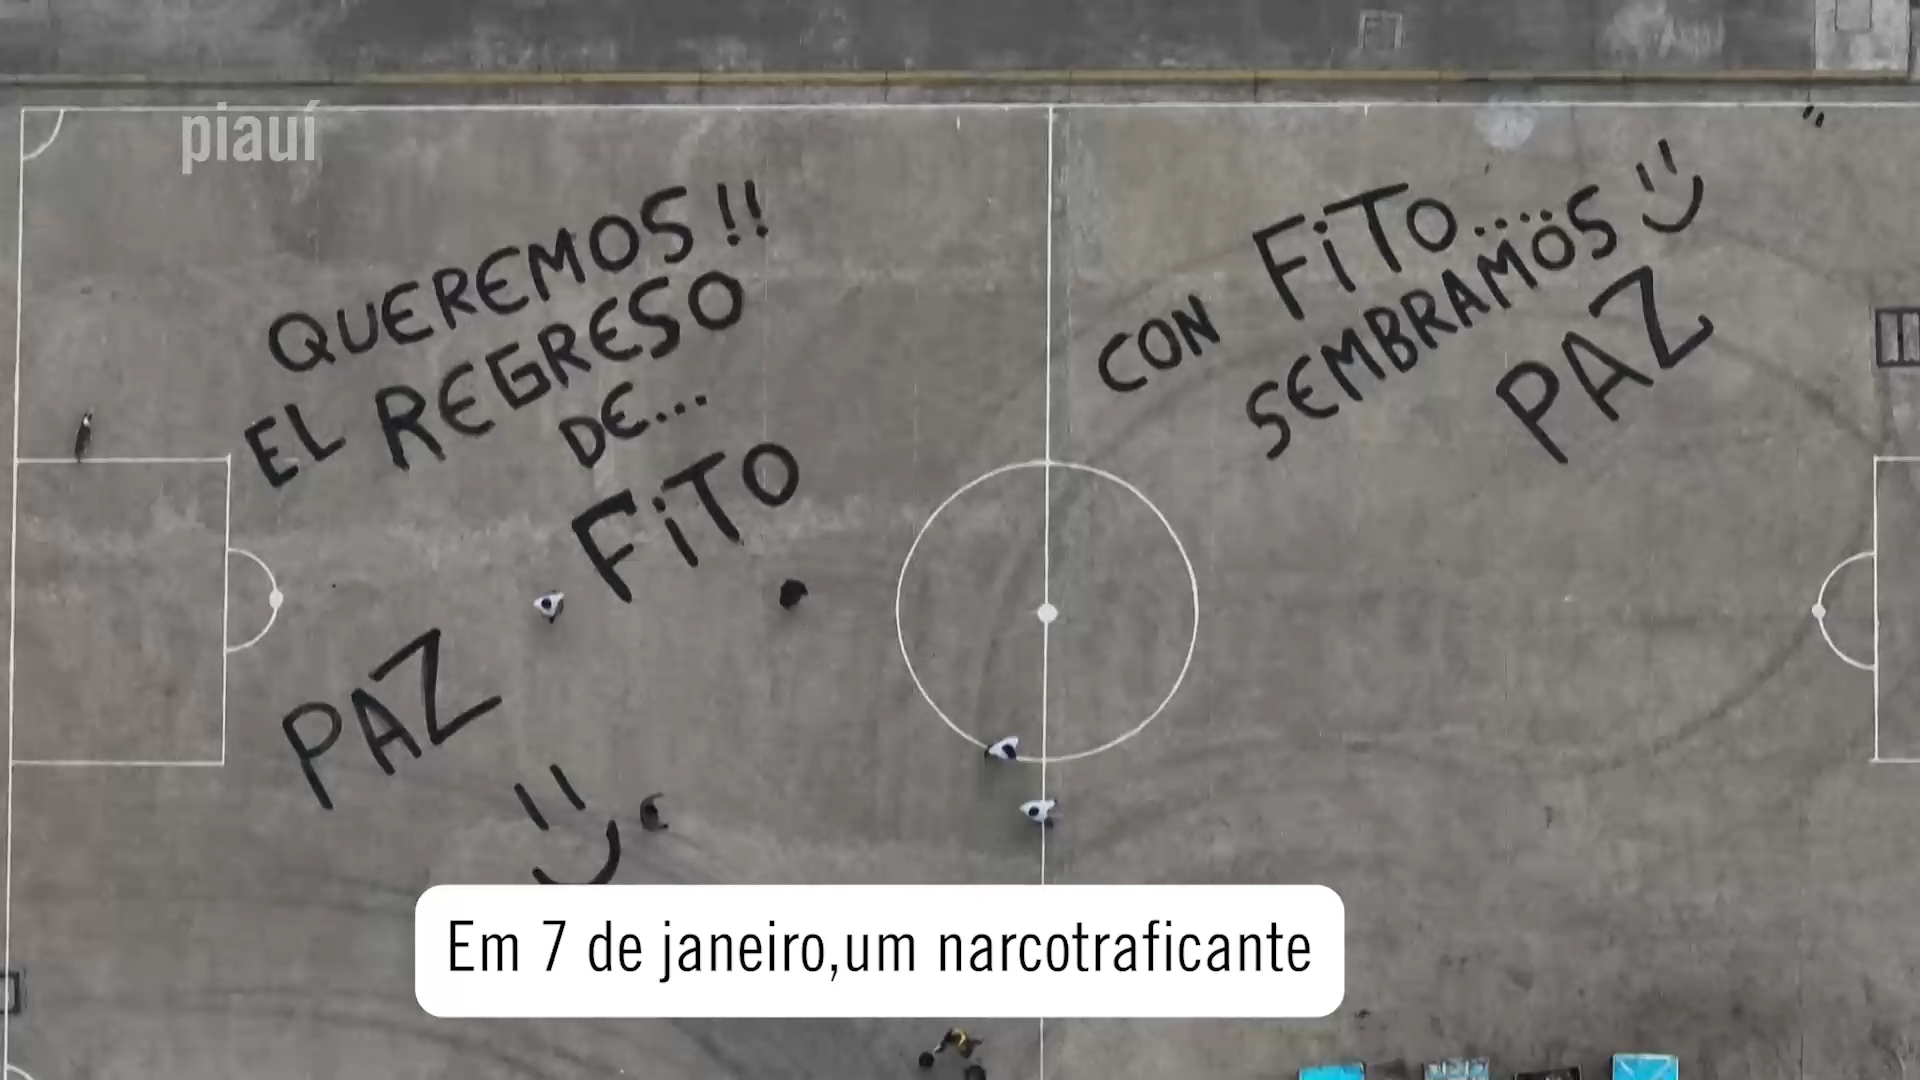 piauí
QUEREMOS!!
EL REGRESO
DE...
FiTO
PAZ
CON FiTO....
SEMBRAMOS
PAZ
Em 7 de janeiro,um narcotraficante